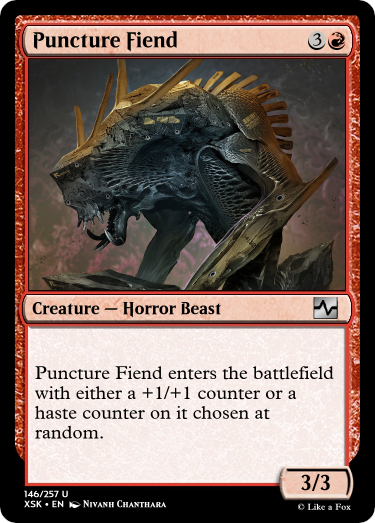 Puncture Fiend 3
Creature — Horror Beast
Puncture Fiend enters the battlefield
with either a +1/+1 counter or a
haste counter on it chosen at
random.
3/3
146/257 U
XSK • EN Nivanh Chanthara
© Like a Fox